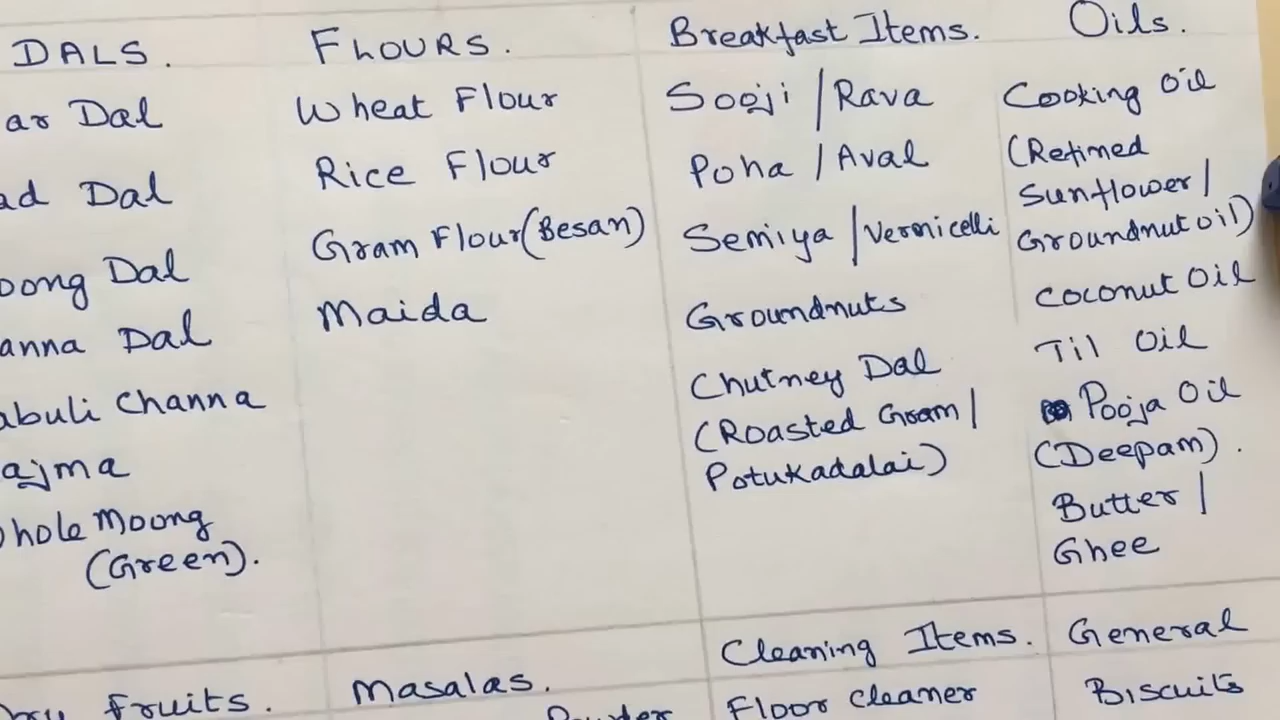 DALS.
ar Dal
ad Dal
oong Dal
anna Dal
abuli Channa
ajma
hole Moong
(Green).
FLOURS.
Wheat Flour
Rice Flour
Gram Flour (Besan)
Maida
Breakfast Items.
Sooji / Rava
Poha / Aval
Semiya / Vermicelli
Groundnuts
Chutney Dal
(Roasted Gram /
Potukadalai)
Oils.
Cooking Oil
(Refined
Sunflower /
Groundnut oil)
Coconut Oil
Til Oil
Pooja Oil
(Deepam).
Butter /
Ghee
Fruits.
Masalas.
Powder
Cleaning Items.
Floor Cleaner
General
Biscuits